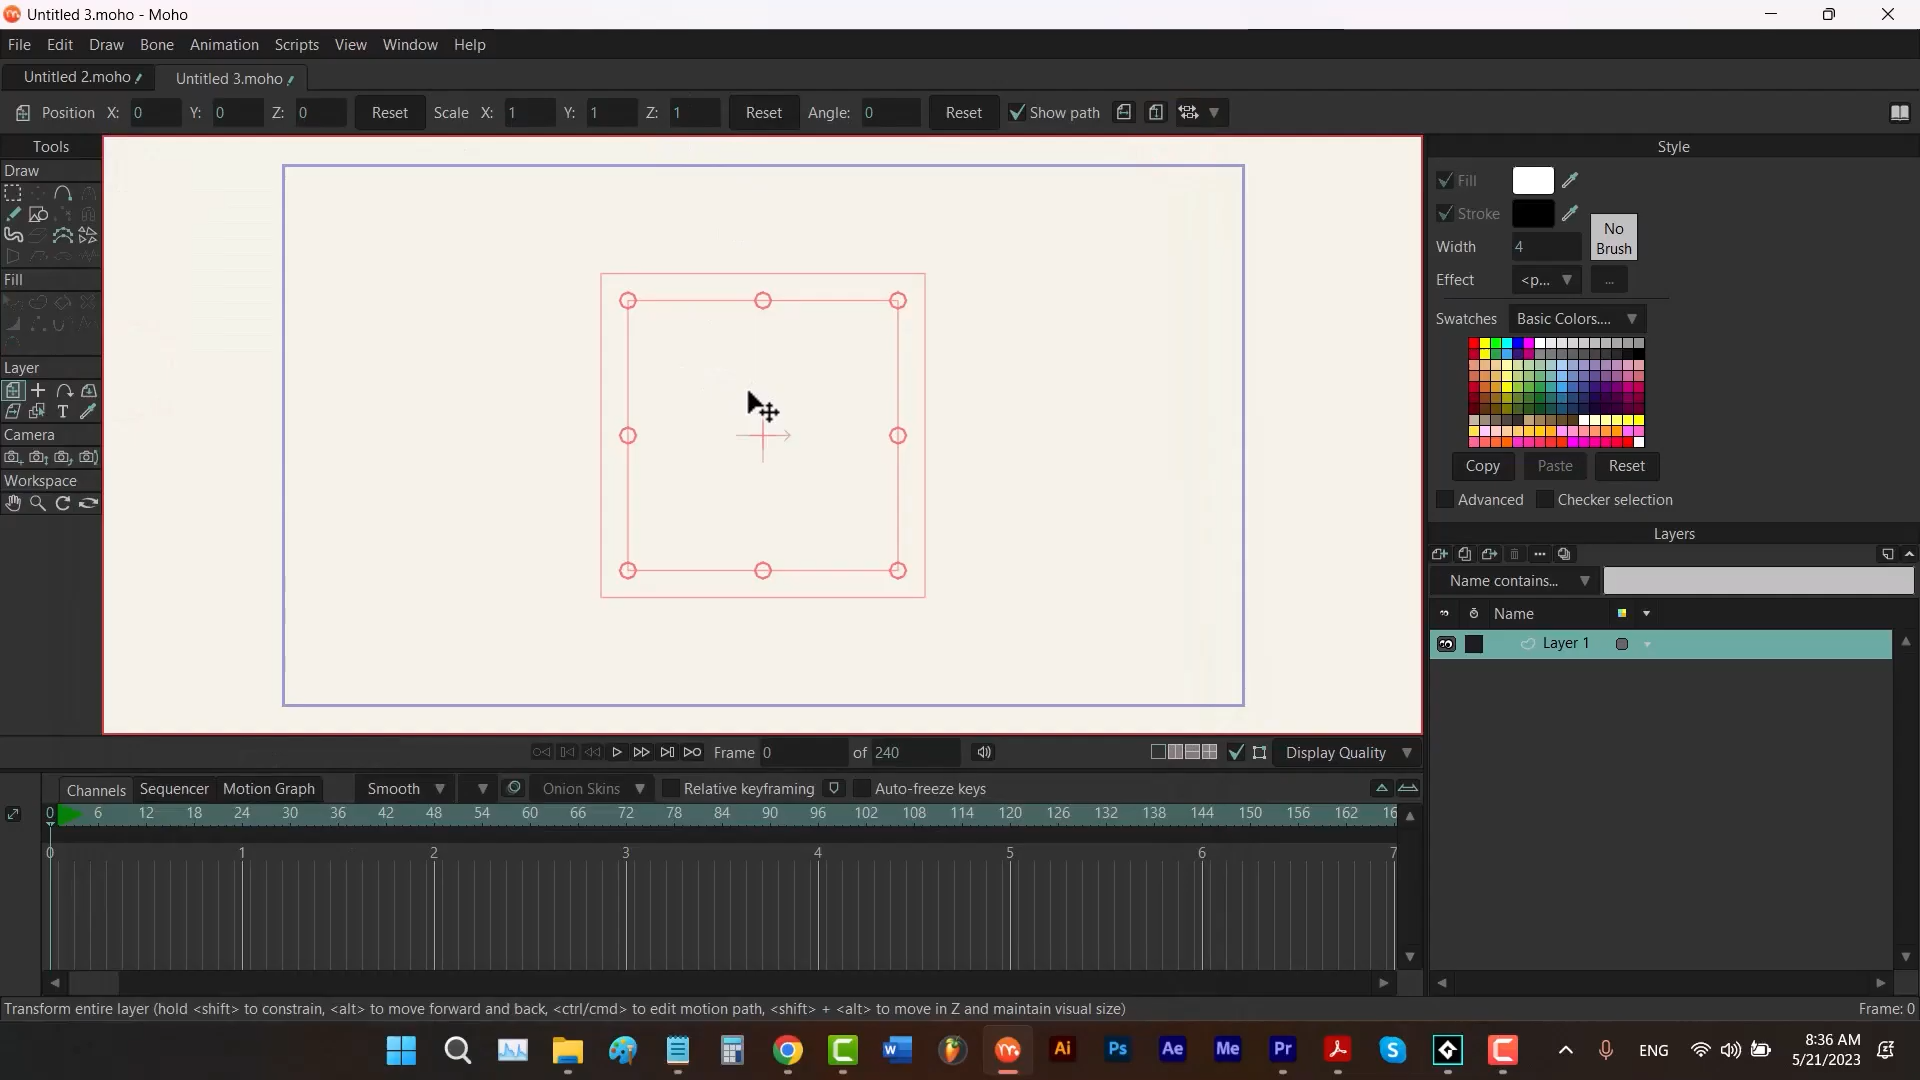 Untitled 3.moho - Moho
File Edit Draw Bone Animation Scripts View Window Help
Untitled 2.moho Untitled 3.moho
Position X: 0 Y: 0 Z: 0 Reset Scale X: 1 Y: 1 Z: 1 Reset Angle: 0 Reset Show path
Tools
Draw
Fill
Layer
T
Camera
Workspace
Style
Fill
Stroke
No
Brush
Width 4
Effect <p... ...
Swatches Basic Colors....
Copy Paste Reset
Advanced Checker selection
Layers
Name contains...
Name
Layer 1
Frame 0 of 240 Display Quality
Channels Sequencer Motion Graph Smooth Onion Skins Relative keyframing Auto-freeze keys
0 6 12 18 24 30 36 42 48 54 60 66 72 78 84 90 96 102 108 114 120 126 132 138 144 150 156 162 16
0 1 2 3 4 5 6 7
Transform entire layer (hold <shift> to constrain, <alt> to move forward and back, <ctrl/cmd> to edit motion path, <shift> + <alt> to move in Z and maintain visual size) Frame: 0
W Ai Ps Ae Me Pr S C ENG 8:36 AM
5/21/2023